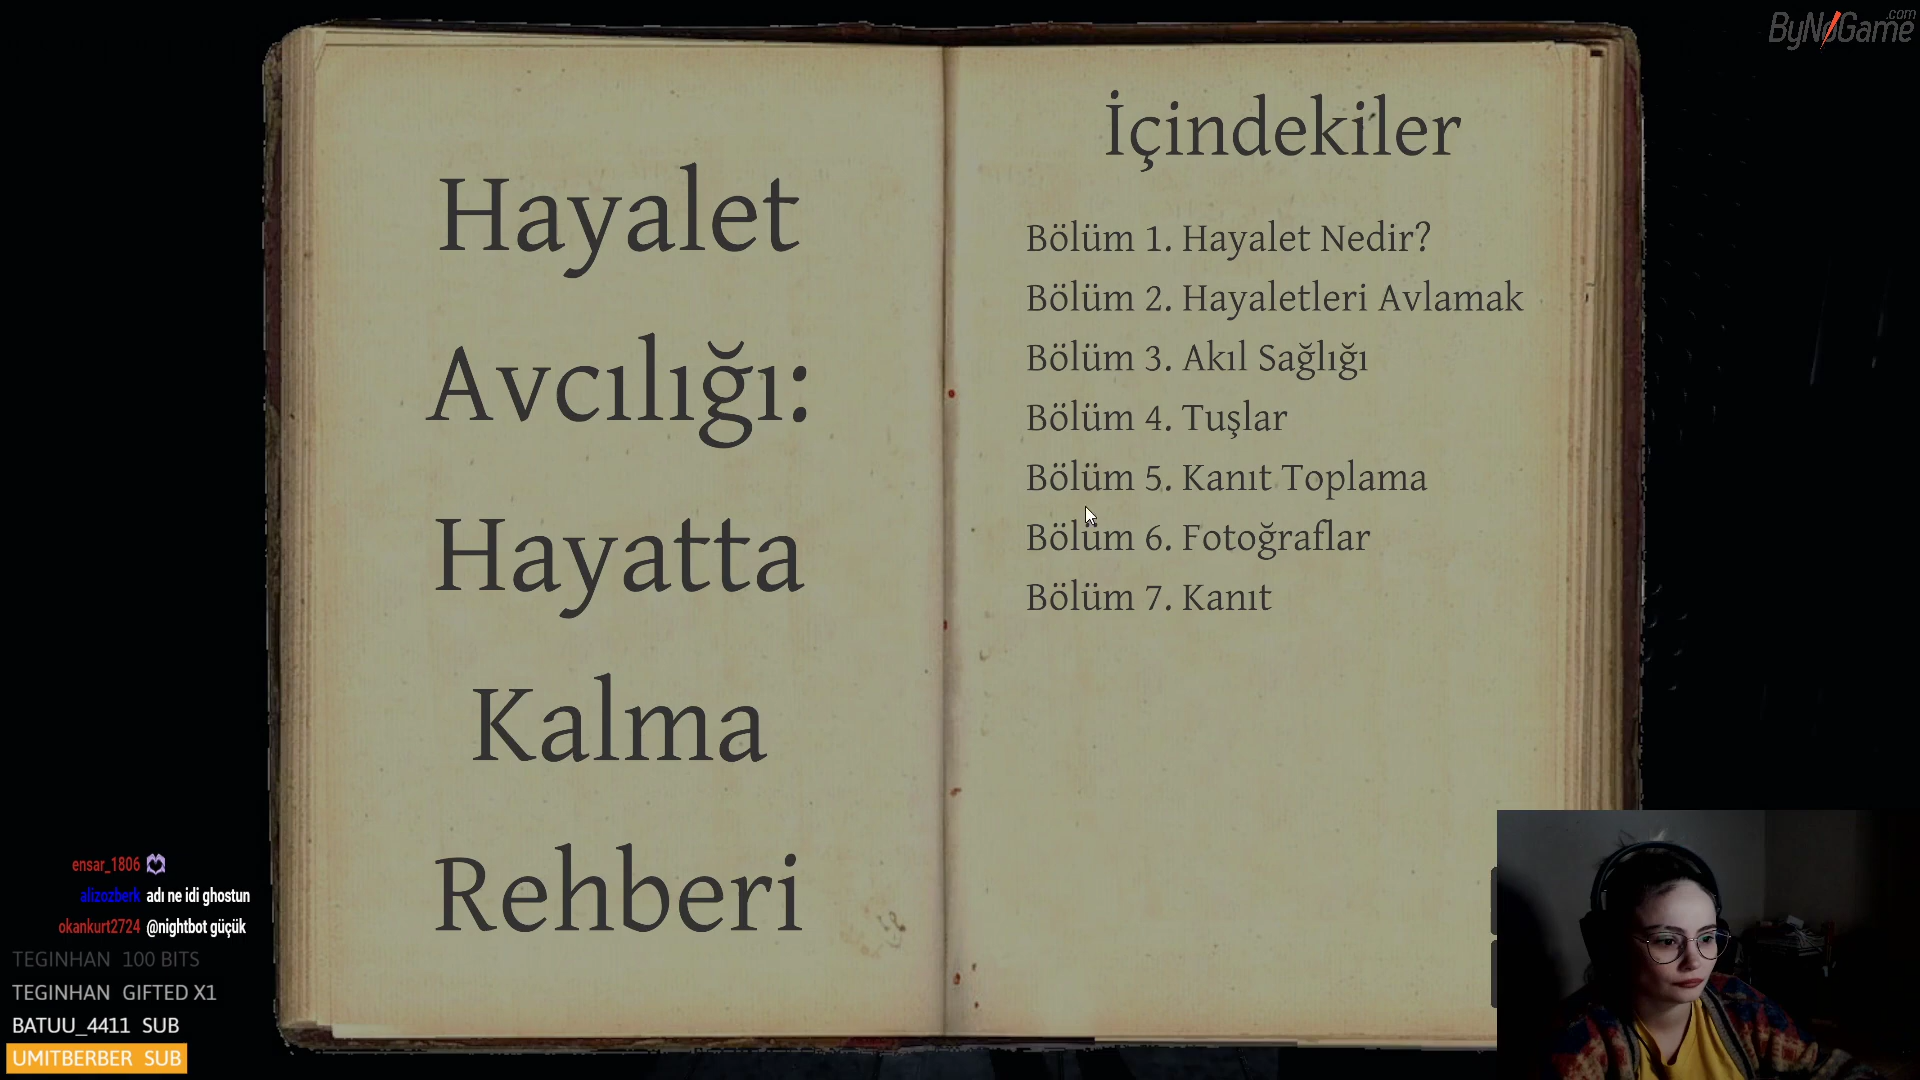 ByNoGame.com
Hayalet
Avcılığı:
Hayatta
Kalma
Rehberi
İçindekiler
Bölüm 1. Hayalet Nedir?
Bölüm 2. Hayaletleri Avlamak
Bölüm 3. Akıl Sağlığı
Bölüm 4. Tuşlar
Bölüm 5. Kanıt Toplama
Bölüm 6. Fotoğraflar
Bölüm 7. Kanıt
ensar_1806
alizozberk adı ne idi ghostun
okankurt2724 @nightbot güçük
TEGINHAN 100 BITS
TEGINHAN GIFTED X1
BATUU_4411 SUB
UMITBERBER SUB